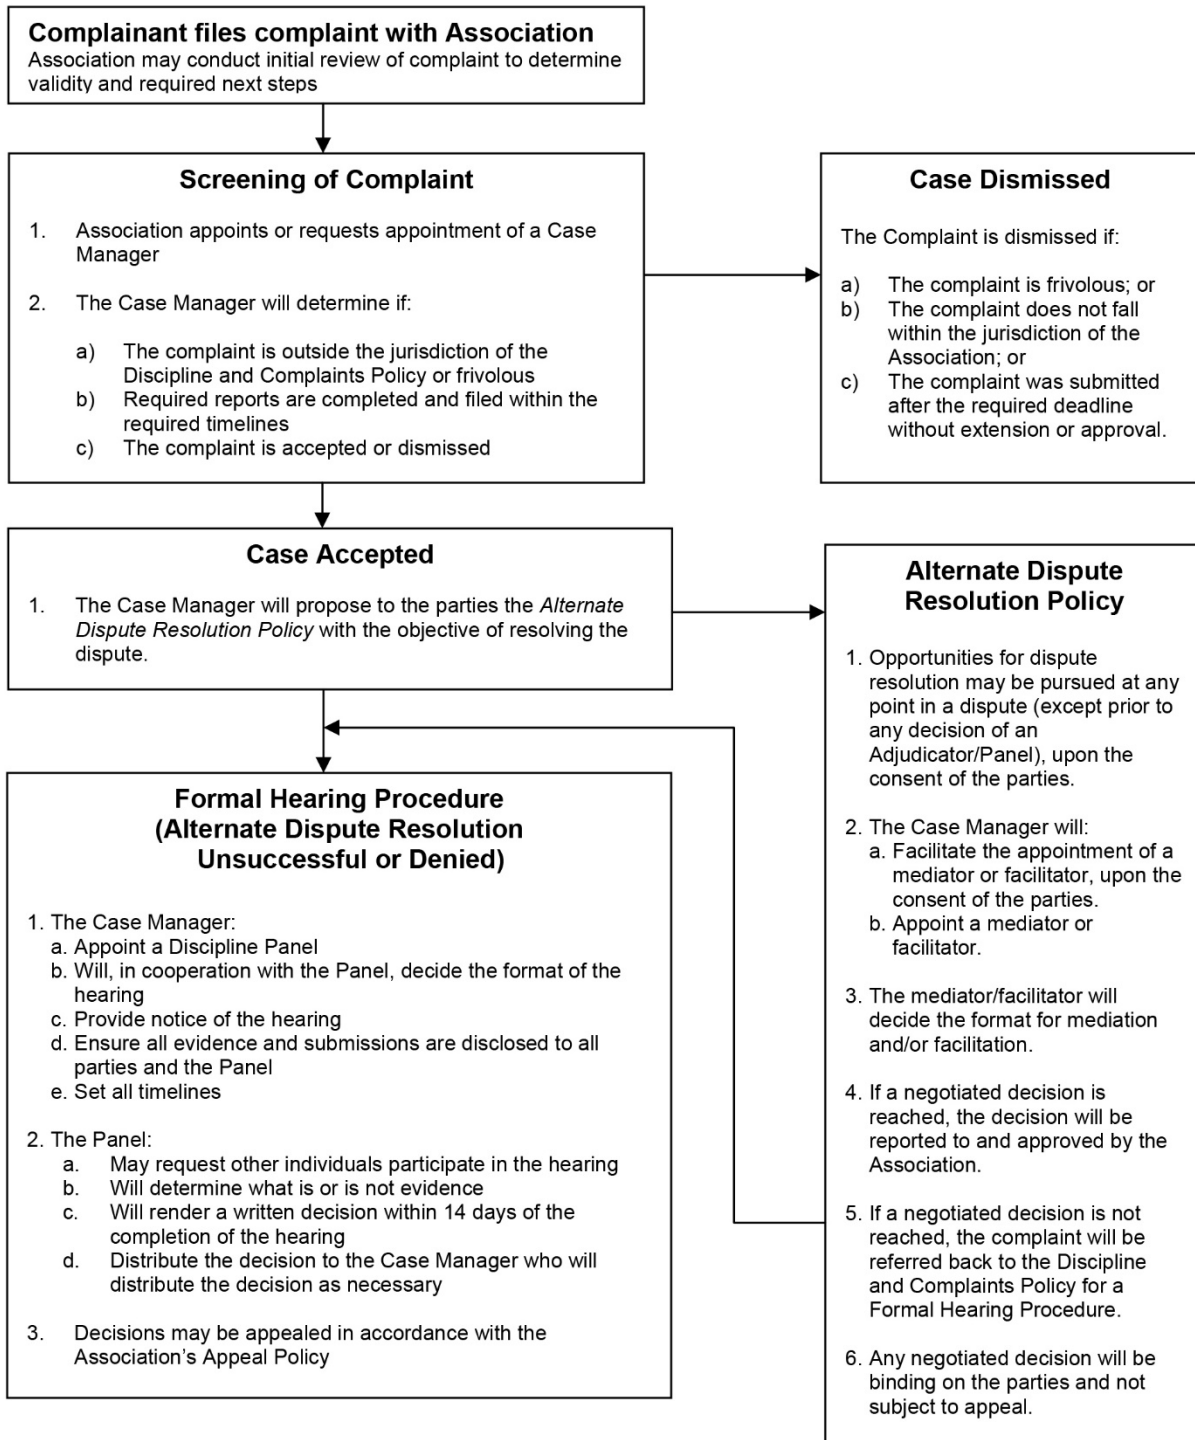 Complainant files complaint with Association
Association may conduct initial review of complaint to determine
validity and required next steps
Screening of Complaint
1. Association appoints or requests appointment of a Case
Manager
2. The Case Manager will determine if:
a) The complaint is outside the jurisdiction of the
Discipline and Complaints Policy or frivolous
b) Required reports are completed and filed within the
required timelines
c) The complaint is accepted or dismissed
Case Dismissed
The Complaint is dismissed if:
a) The complaint is frivolous; or
b) The complaint does not fall
within the jurisdiction of the
Association; or
c) The complaint was submitted
after the required deadline
without extension or approval.
Case Accepted
1. The Case Manager will propose to the parties the Alternate
Dispute Resolution Policy with the objective of resolving the
dispute.
Alternate Dispute
Resolution Policy
1. Opportunities for dispute
resolution may be pursued at any
point in a dispute (except prior to
any decision of an
Adjudicator/Panel), upon the
consent of the parties.
2. The Case Manager will:
a. Facilitate the appointment of a
mediator or facilitator, upon the
consent of the parties.
b. Appoint a mediator or
facilitator.
3. The mediator/facilitator will
decide the format for mediation
and/or facilitation.
4. If a negotiated decision is
reached, the decision will be
reported to and approved by the
Association.
5. If a negotiated decision is not
reached, the complaint will be
referred back to the Discipline
and Complaints Policy for a
Formal Hearing Procedure.
6. Any negotiated decision will be
binding on the parties and not
subject to appeal.
Formal Hearing Procedure
(Alternate Dispute Resolution
Unsuccessful or Denied)
1. The Case Manager:
a. Appoint a Discipline Panel
b. Will, in cooperation with the Panel, decide the format of the
hearing
c. Provide notice of the hearing
d. Ensure all evidence and submissions are disclosed to all
parties and the Panel
e. Set all timelines
2. The Panel:
a. May request other individuals participate in the hearing
b. Will determine what is or is not evidence
c. Will render a written decision within 14 days of the
completion of the hearing
d. Distribute the decision to the Case Manager who will
distribute the decision as necessary
3. Decisions may be appealed in accordance with the
Association's Appeal Policy